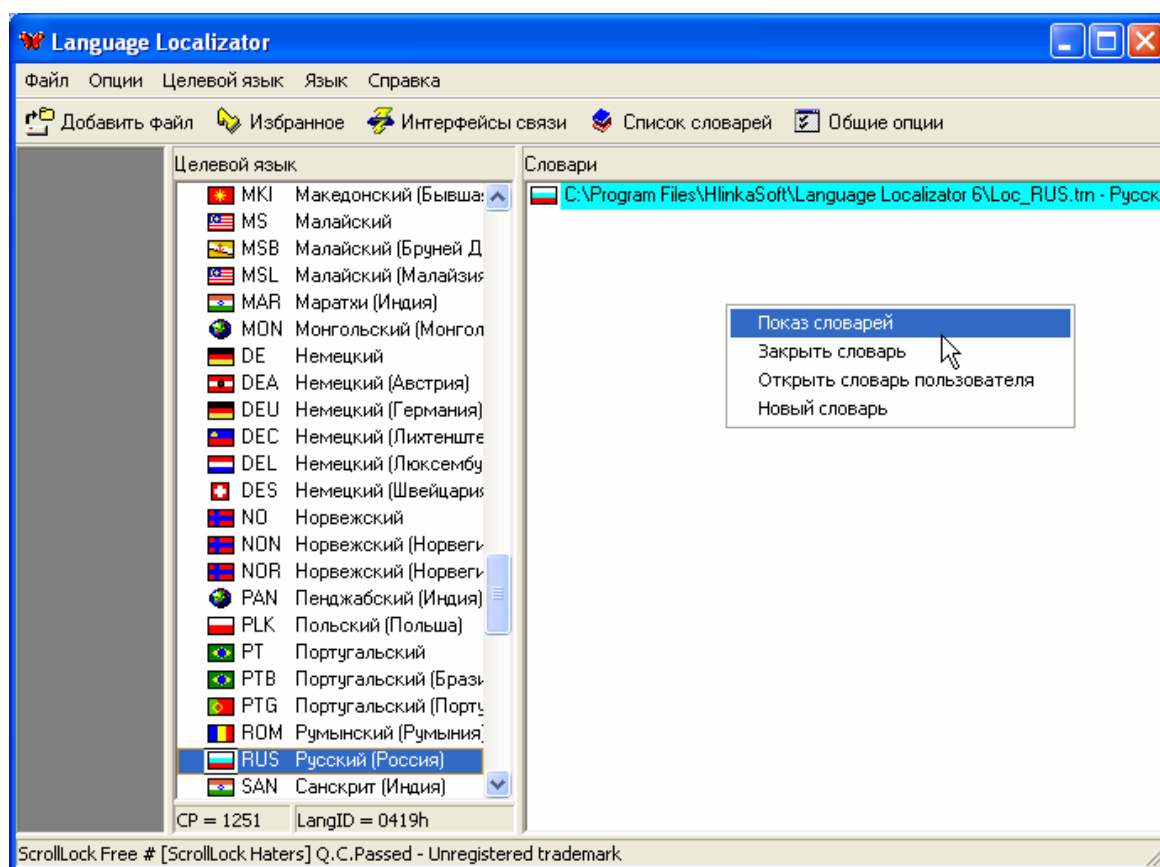 Language Localizator
Файл Опции Целевой язык Язык Справка
Добавить файл Избранное Интерфейсы связи Список словарей Общие опции
Целевой язык
Словари
MKI Македонский (Бывша
MS Малайский
MSB Малайский (Бруней Д
MSL Малайский (Малайзия
MAR Маратхи (Индия)
MON Монгольский (Монгол
DE Немецкий
DEA Немецкий (Австрия)
DEU Немецкий (Германия)
DEC Немецкий (Лихтенште
DEL Немецкий (Люксембу
DES Немецкий (Швейцария
NO Норвежский
NON Норвежский (Норвеги
NOR Норвежский (Норвеги
PAN Пенджабский (Индия)
PLK Польский (Польша)
PT Португальский
PTB Португальский (Брази
PTG Португальский (Порту
ROM Румынский (Румыния)
RUS Русский (Россия)
SAN Санскрит (Индия)
CP = 1251 LangID = 0419h
C:\Program Files\HlinkaSoft\Language Localizator 6\Loc_RUS.trn - Русск
Показ словарей
Закрыть словарь
Открыть словарь пользователя
Новый словарь
ScrollLock Free # [ScrollLock Haters] Q.C.Passed - Unregistered trademark